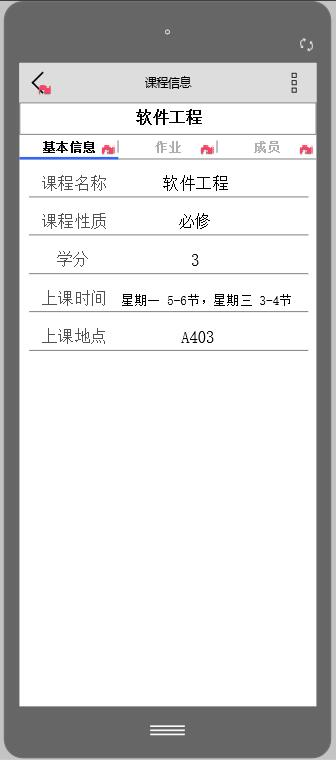 课程信息
软件工程
基本信息 作业 成员
课程名称 软件工程
课程性质 必修
学分 3
上课时间 星期一 5-6节，星期三 3-4节
上课地点 A403